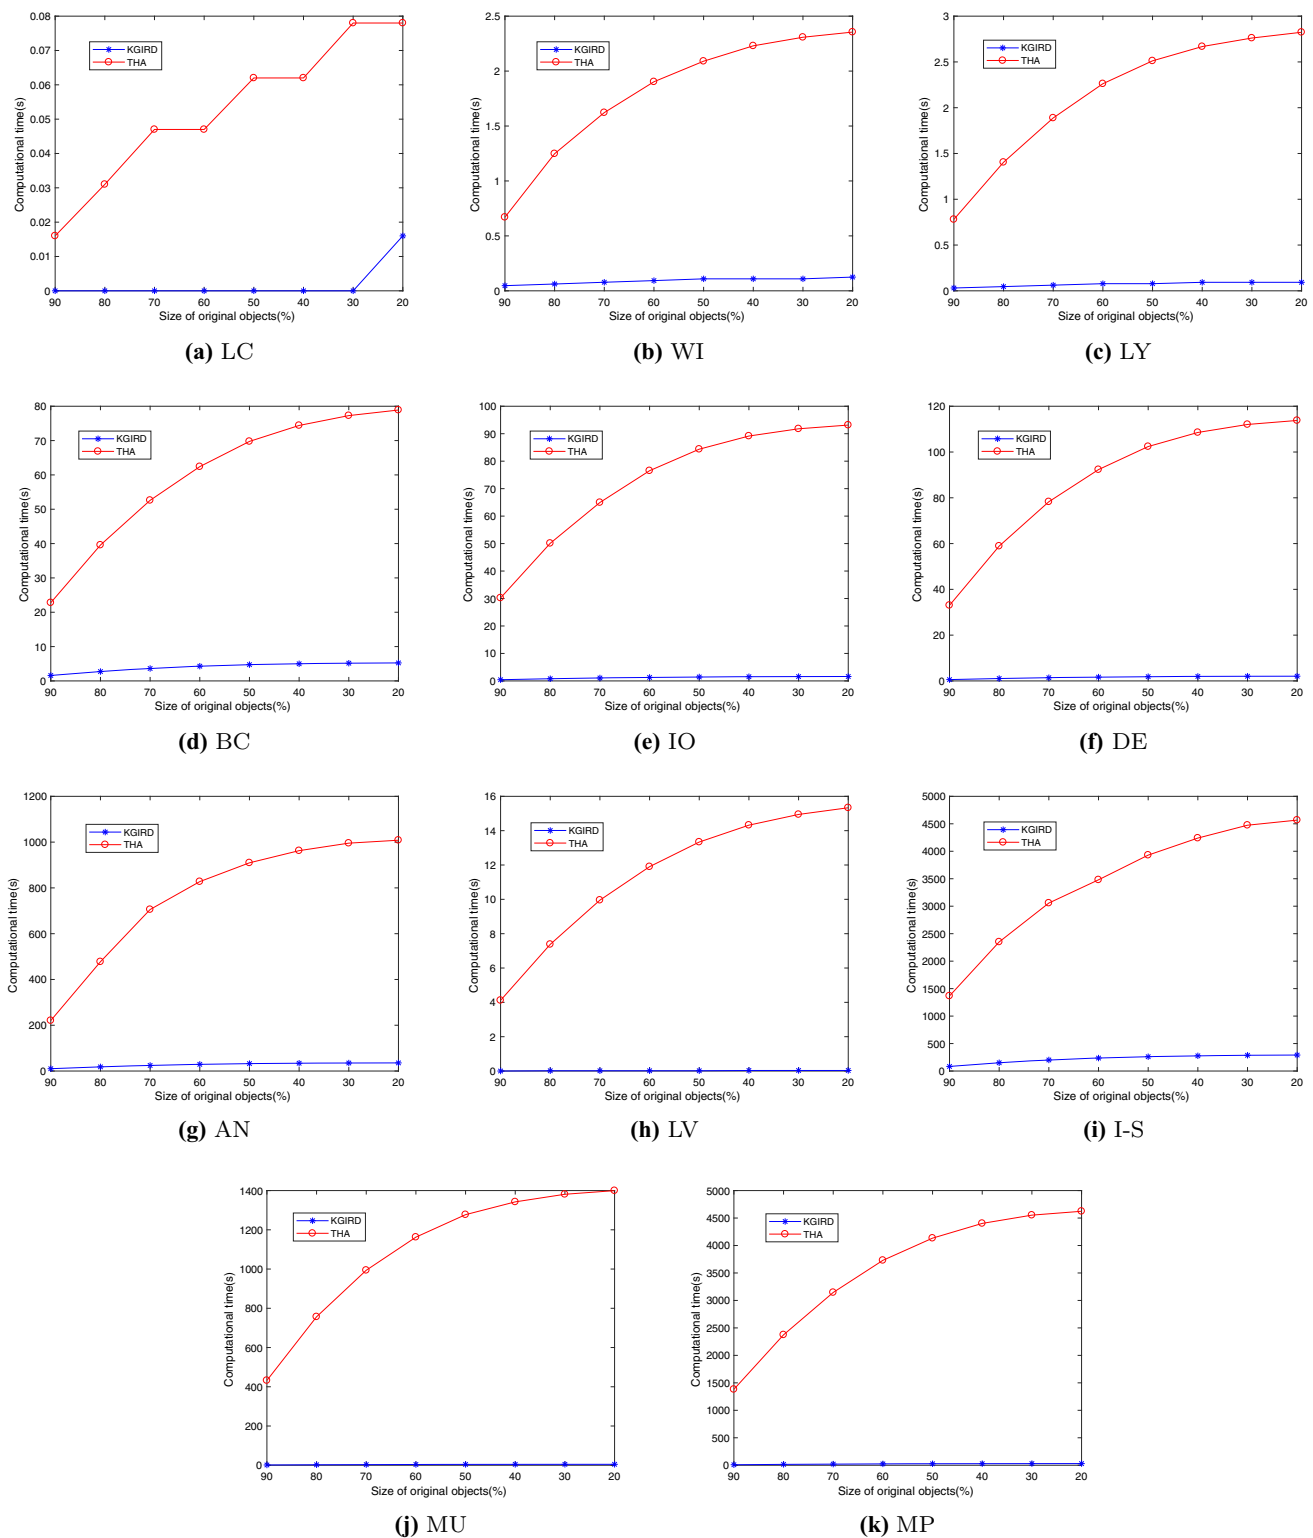 0.08
0.07
0.06
0.05
0.04
0.03
0.02
0.01
0
Computational time(s)
KGIRD
THA
90 80 70 60 50 40 30 20
Size of original objects(%)
(a) LC
2.5
2
1.5
1
0.5
0
Computational time(s)
KGIRD
THA
90 80 70 60 50 40 30 20
Size of original objects(%)
(b) WI
3
2.5
2
1.5
1
0.5
0
Computational time(s)
KGIRD
THA
90 80 70 60 50 40 30 20
Size of original objects(%)
(c) LY
80
70
60
50
40
30
20
10
0
Computational time(s)
KGIRD
THA
90 80 70 60 50 40 30 20
Size of original objects(%)
(d) BC
100
90
80
70
60
50
40
30
20
10
0
Computational time(s)
KGIRD
THA
90 80 70 60 50 40 30 20
Size of original objects(%)
(e) IO
120
100
80
60
40
20
0
Computational time(s)
KGIRD
THA
90 80 70 60 50 40 30 20
Size of original objects(%)
(f) DE
1200
1000
800
600
400
200
0
Computational time(s)
KGIRD
THA
90 80 70 60 50 40 30 20
Size of original objects(%)
(g) AN
16
14
12
10
8
6
4
2
0
Computational time(s)
KGIRD
THA
90 80 70 60 50 40 30 20
Size of original objects(%)
(h) LV
5000
4500
4000
3500
3000
2500
2000
1500
1000
500
0
Computational time(s)
KGIRD
THA
90 80 70 60 50 40 30 20
Size of original objects(%)
(i) I-S
1400
1200
1000
800
600
400
200
0
Computational time(s)
KGIRD
THA
90 80 70 60 50 40 30 20
Size of original objects(%)
(j) MU
5000
4500
4000
3500
3000
2500
2000
1500
1000
500
0
Computational time(s)
KGIRD
THA
90 80 70 60 50 40 30 20
Size of original objects(%)
(k) MP